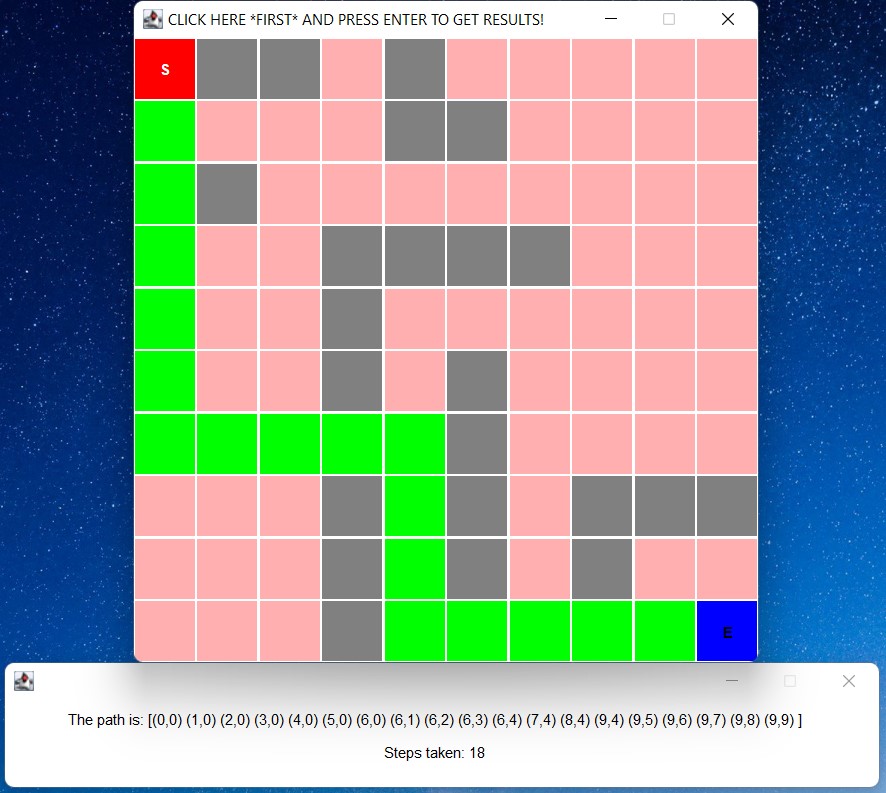 CLICK HERE *FIRST* AND PRESS ENTER TO GET RESULTS!
S
E
The path is: [(0,0) (1,0) (2,0) (3,0) (4,0) (5,0) (6,0) (6,1) (6,2) (6,3) (6,4) (7,4) (8,4) (9,4) (9,5) (9,6) (9,7) (9,8) (9,9) ]
Steps taken: 18